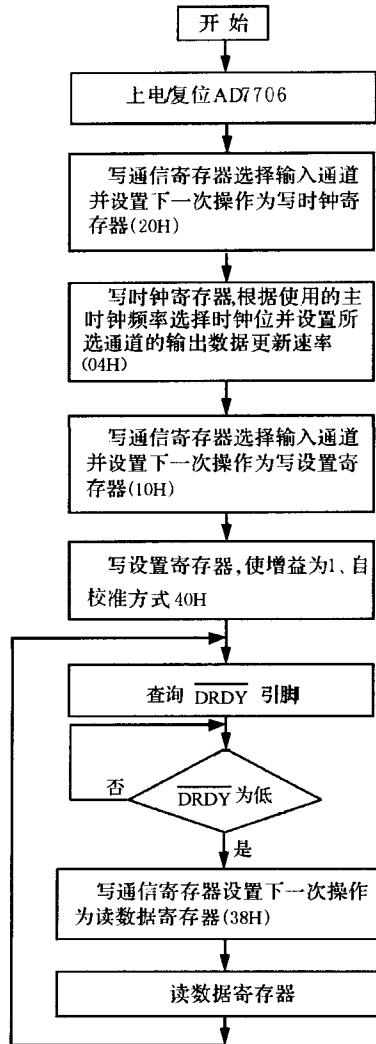 开 始
上电/复位AD7706
写通信寄存器选择输入通道
并设置下一次操作为写时钟寄
存器(20H)
写时钟寄存器,根据使用的主
时钟频率选择时钟位并设置所
选通道的输出数据更新速率
(04H)
写通信寄存器选择输入通道
并设置下一次操作为写设置寄
存器(10H)
写设置寄存器,使增益为1、自
校准方式40H
查询 DRDY 引脚
否
DRDY为低
是
写通信寄存器设置下一次操作
为读数据寄存器(38H)
读数据寄存器